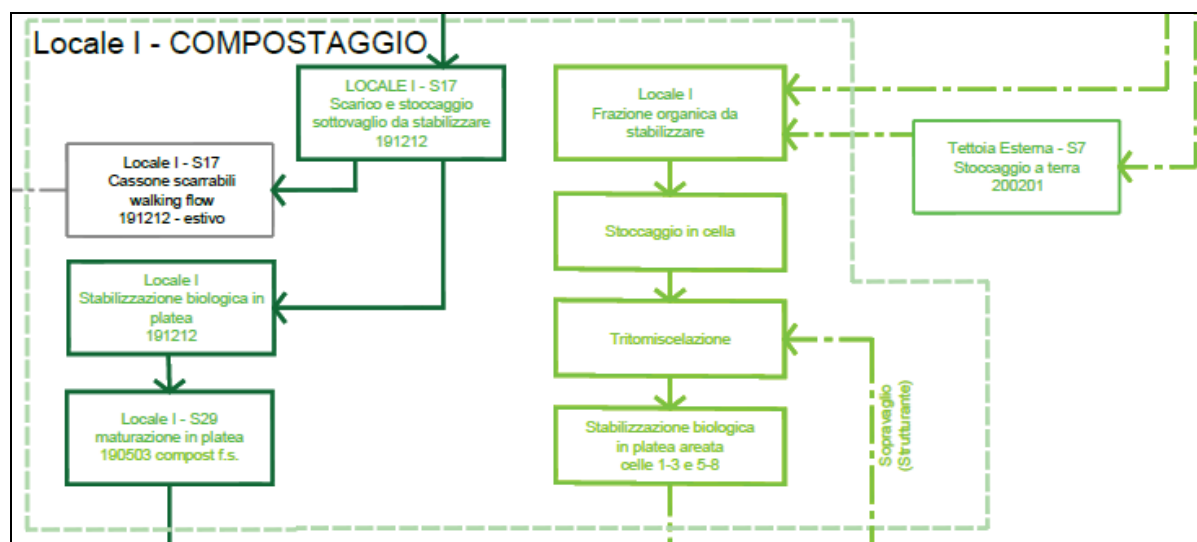 Locale I - COMPOSTAGGIO
LOCALE I - S17
Scarico e stoccaggio
sottovaglio da stabilizzare
191212
Locale I - S17
Cassone scarrabili
walking flow
191212 - estivo
Locale I
Stabilizzazione biologica in
platea
191212
Locale I - S29
maturazione in platea
190503 compost f.s.
Locale I
Frazione organica da
stabilizzare
Stoccaggio in cella
Tritomiscelazione
Stabilizzazione biologica
in platea areata
celle 1-3 e 5-8
Tettoia Esterna - S7
Stoccaggio a terra
200201
Sopravaglio
(Strutturante)